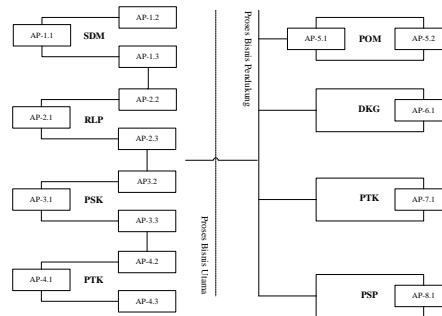 AP-1.2
AP-1.1
SDM
AP-1.3
AP-2.2
AP-2.1
RLP
AP-2.3
AP3.2
AP-3.1
PSK
AP-3.3
AP-4.2
AP-4.1
PTK
AP-4.3
Proses Bisnis Utama
Proses Bisnis Pendukung
AP-5.1
POM
AP-5.2
DKG
AP-6.1
PTK
AP-7.1
PSP
AP-8.1